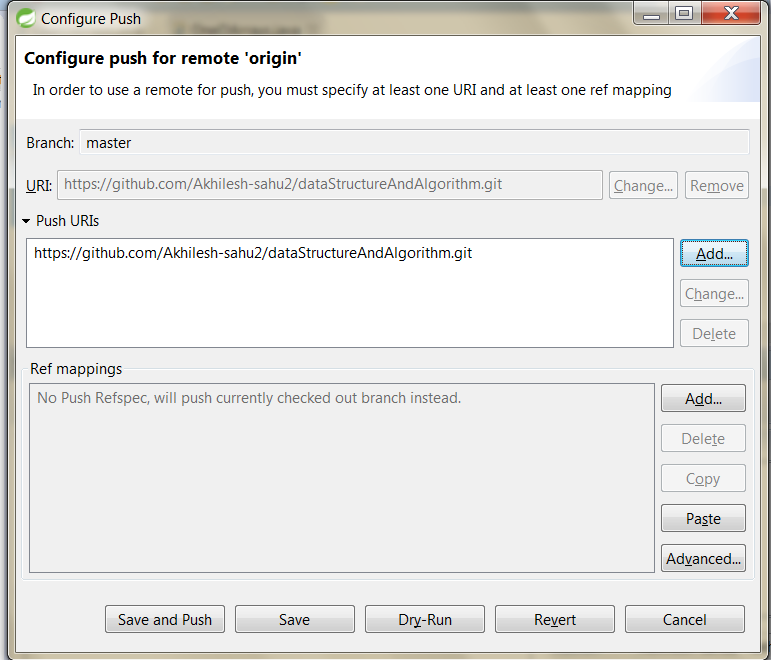 Configure Push
Configure push for remote 'origin'
In order to use a remote for push, you must specify at least one URI and at least one ref mapping
Branch: master
URI: https://github.com/Akhilesh-sahu2/dataStructureAndAlgorithm.git Change... Remove
Push URIs
https://github.com/Akhilesh-sahu2/dataStructureAndAlgorithm.git Add...
Change...
Delete
Ref mappings
No Push Refspec, will push currently checked out branch instead. Add...
Delete
Copy
Paste
Advanced...
Save and Push Save Dry-Run Revert Cancel